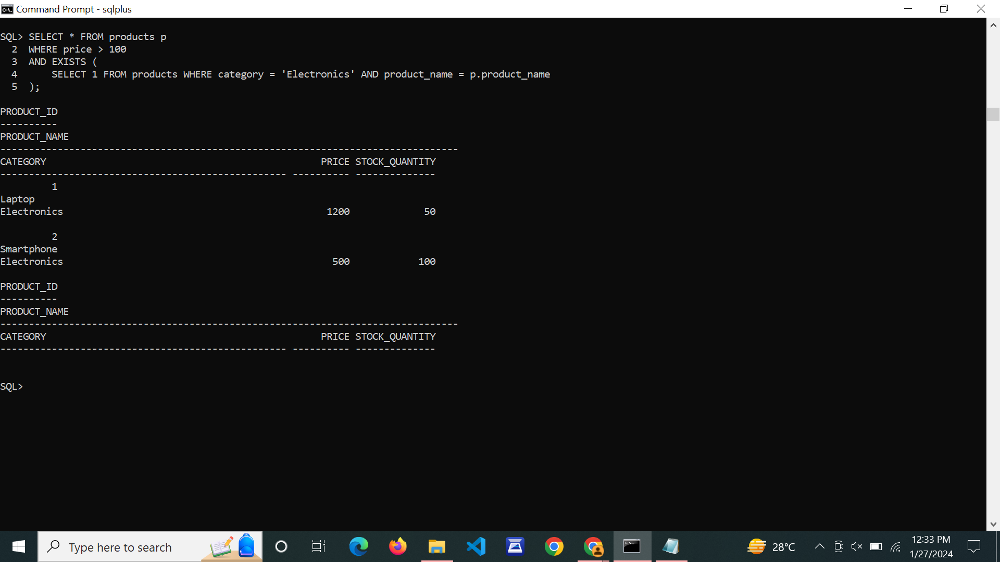 Command Prompt - sqlplus
SQL> SELECT * FROM products p
  2  WHERE price > 100
  3  AND EXISTS (
  4      SELECT 1 FROM products WHERE category = 'Electronics' AND product_name = p.product_name
  5  );
PRODUCT_ID
----------
PRODUCT_NAME
--------------------------------------------------------------------------------
CATEGORY                                                PRICE STOCK_QUANTITY
-------------------------------------------------- ---------- --------------
         1
Laptop
Electronics                                              1200             50
         2
Smartphone
Electronics                                               500            100
PRODUCT_ID
----------
PRODUCT_NAME
--------------------------------------------------------------------------------
CATEGORY                                                PRICE STOCK_QUANTITY
-------------------------------------------------- ---------- --------------
SQL>
Type here to search
28°C
12:33 PM
1/27/2024